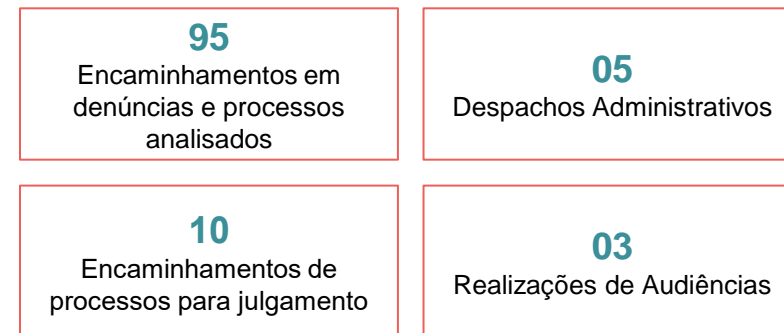 95
Encaminhamentos em
denúncias e processos
analisados
05
Despachos Administrativos
10
Encaminhamentos de
processos para julgamento
03
Realizações de Audiências